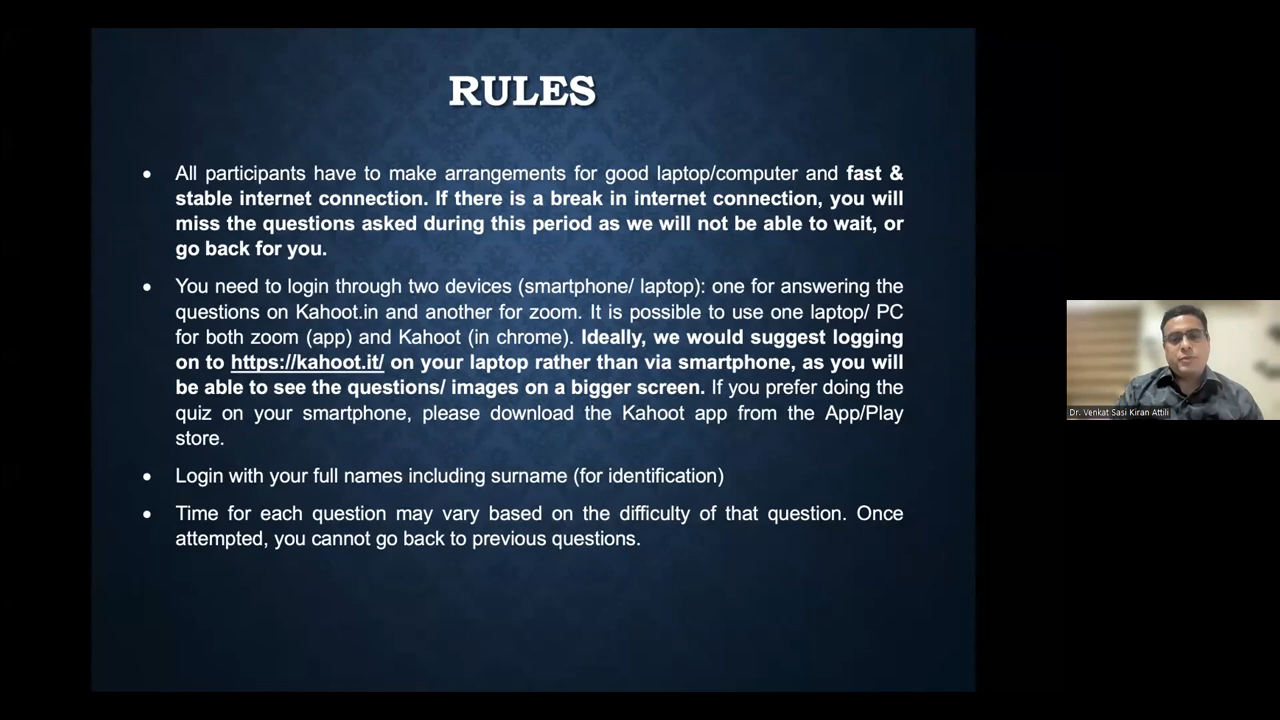 RULES
• All participants have to make arrangements for good laptop/computer and fast &
stable internet connection. If there is a break in internet connection, you will
miss the questions asked during this period as we will not be able to wait, or
go back for you.
• You need to login through two devices (smartphone/ laptop): one for answering the
questions on Kahoot.in and another for zoom. It is possible to use one laptop/ PC
for both zoom (app) and Kahoot (in chrome). Ideally, we would suggest logging
on to https://kahoot.it/ on your laptop rather than via smartphone, as you will
be able to see the questions/ images on a bigger screen. If you prefer doing the
quiz on your smartphone, please download the Kahoot app from the App/Play
store.
• Login with your full names including surname (for identification)
• Time for each question may vary based on the difficulty of that question. Once
attempted, you cannot go back to previous questions.
Dr. Venkat Sasi Kiran Attili